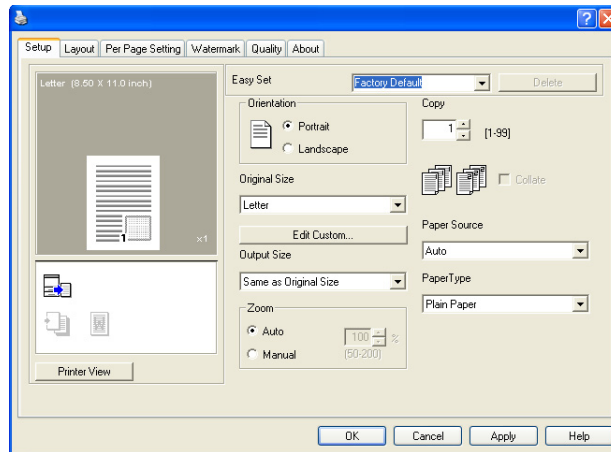 Setup
Layout
Per Page Setting
Watermark
Quality
About
Letter (8.50 X 11.0 inch)
1
x1
Printer View
Easy Set
Factory Default
Delete
Orientation
Portrait
Landscape
Original Size
Letter
Edit Custom...
Output Size
Same as Original Size
Zoom
Auto
100 %
Manual
(50-200)
Copy
1 [1-99]
Collate
Paper Source
Auto
PaperType
Plain Paper
OK
Cancel
Apply
Help